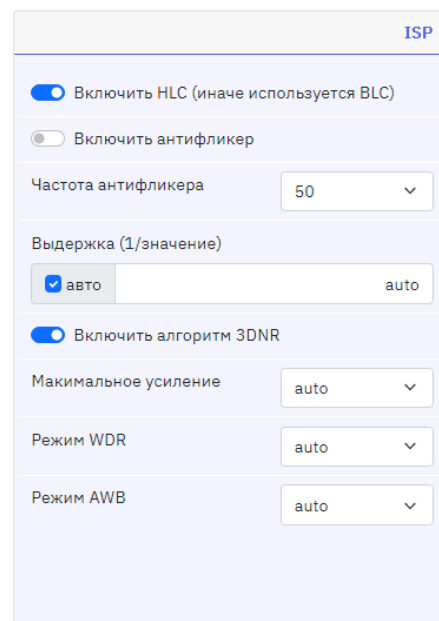 ISP
Включить HLC (иначе используется BLC)
Включить антифликер
Частота антифликера 50
Выдержка (1/значение)
авто auto
Включить алгоритм 3DNR
Макимальное усиление auto
Режим WDR auto
Режим AWB auto